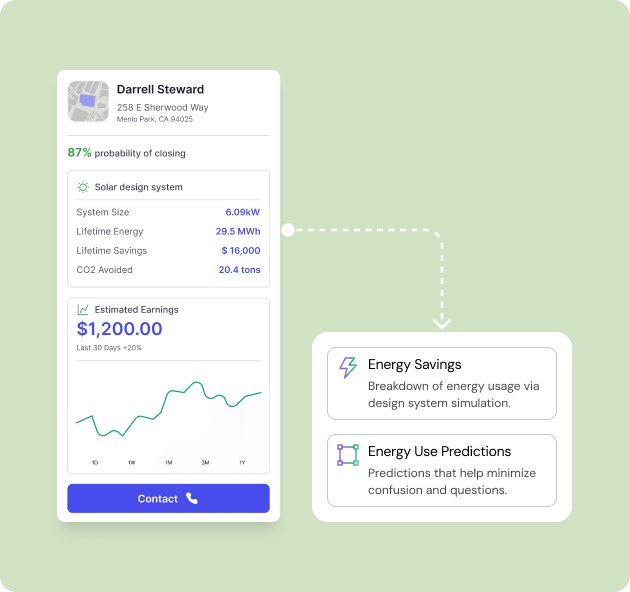 Darrell Steward
258 E Sherwood Way
Menlo Park, CA 94025
87% probability of closing
Solar design system
System Size 6.09kW
Lifetime Energy 29.5 MWh
Lifetime Savings $ 16,000
CO2 Avoided 20.4 tons
Estimated Earnings
$1,200.00
Last 30 Days +20%
1D 1W 1M 3M 1Y
Contact
Energy Savings
Breakdown of energy usage via
design system simulation.
Energy Use Predictions
Predictions that help minimize
confusion and questions.